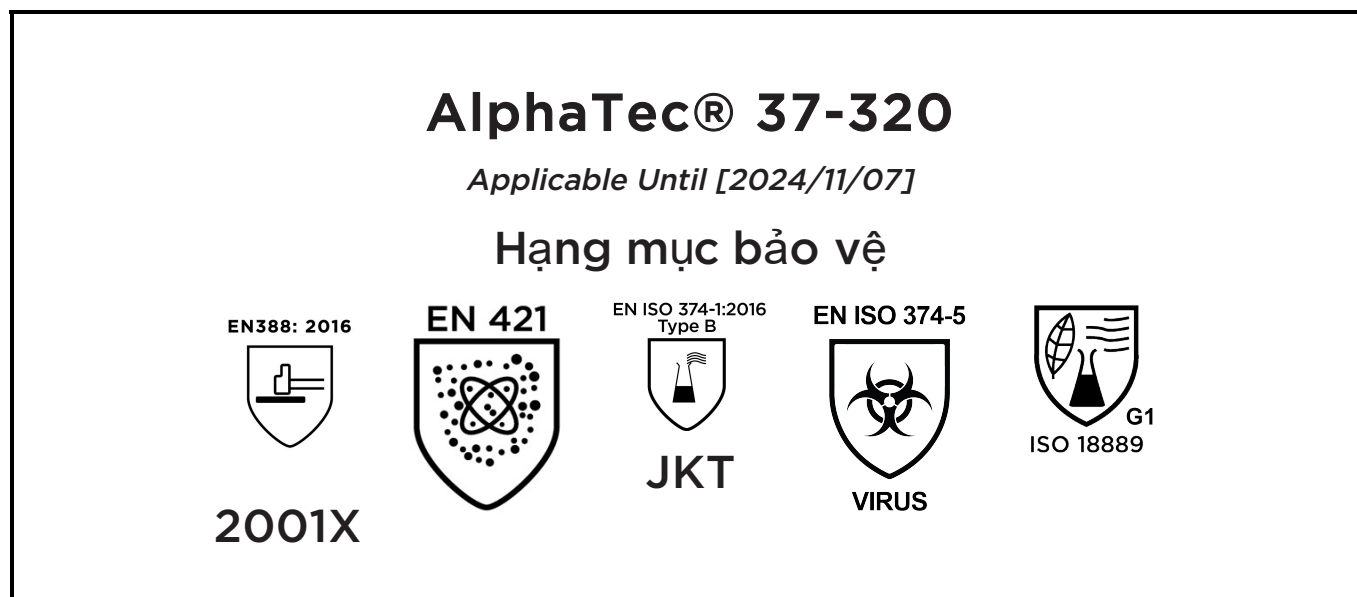 AlphaTec® 37-320
Applicable Until [2024/11/07]
Hạng mục bảo vệ
EN388: 2016
2001X
EN 421
EN ISO 374-1:2016
Type B
JKT
EN ISO 374-5
VIRUS
G1
ISO 18889